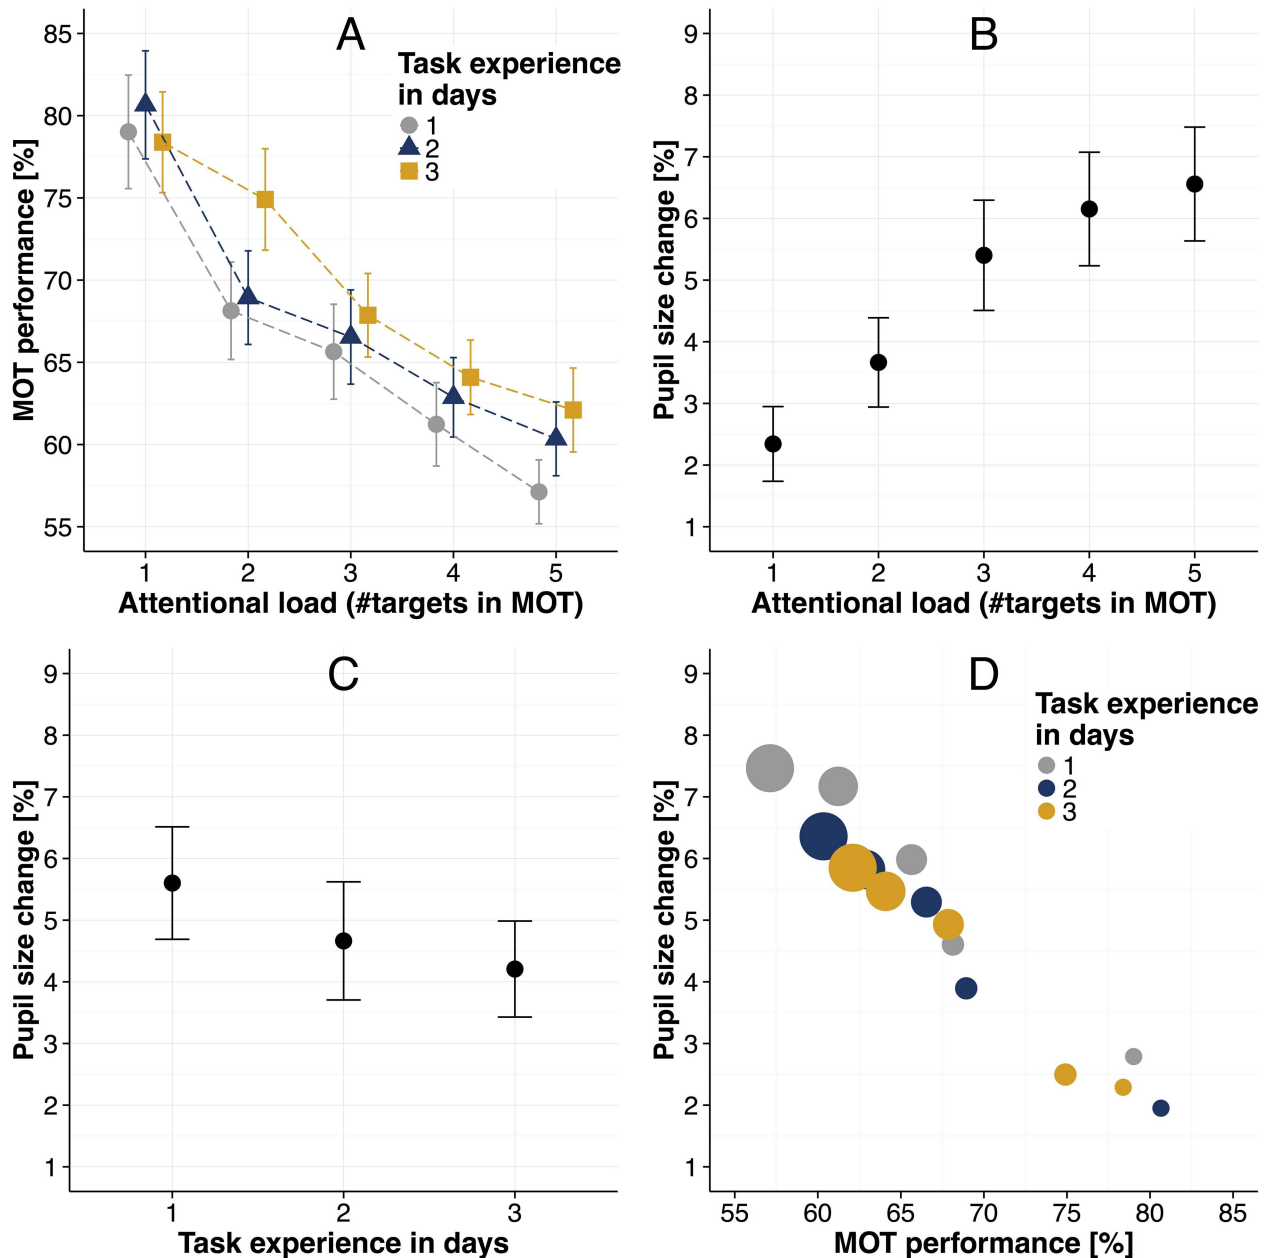 A
Task experience
in days
1
2
3
85
80
75
70
65
60
55
MOT performance [%]
1 2 3 4 5
Attentional load (#targets in MOT)
B
9
8
7
6
5
4
3
2
1
Pupil size change [%]
1 2 3 4 5
Attentional load (#targets in MOT)
C
9
8
7
6
5
4
3
2
1
Pupil size change [%]
1 2 3
Task experience in days
D
Task experience
in days
1
2
3
9
8
7
6
5
4
3
2
1
Pupil size change [%]
55 60 65 70 75 80 85
MOT performance [%]